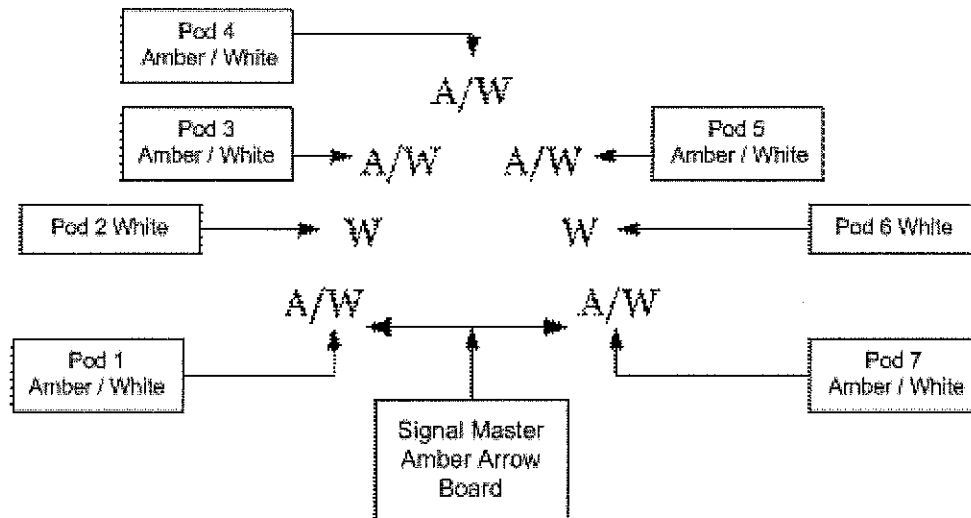 Pod 4
Amber / White
A/W
Pod 3
Amber / White
A/W
A/W
Pod 5
Amber / White
Pod 2 White
W
W
Pod 6 White
A/W
A/W
Pod 1
Amber / White
Pod 7
Amber / White
Signal Master
Amber Arrow
Board